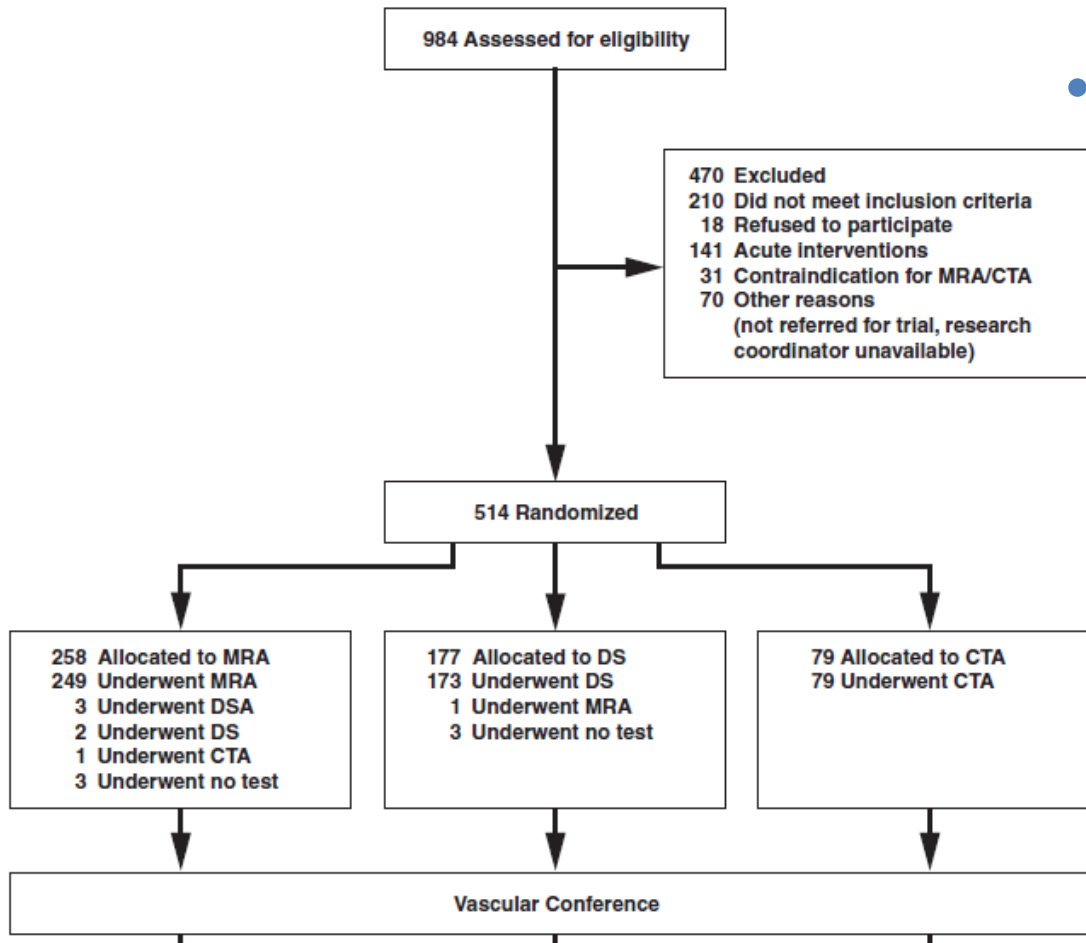 984 Assessed for eligibility
470 Excluded
210 Did not meet inclusion criteria
18 Refused to participate
141 Acute interventions
31 Contraindication for MRA/CTA
70 Other reasons
(not referred for trial, research
coordinator unavailable)
514 Randomized
258 Allocated to MRA
249 Underwent MRA
3 Underwent DSA
2 Underwent DS
1 Underwent CTA
3 Underwent no test
177 Allocated to DS
173 Underwent DS
1 Underwent MRA
3 Underwent no test
79 Allocated to CTA
79 Underwent CTA
Vascular Conference